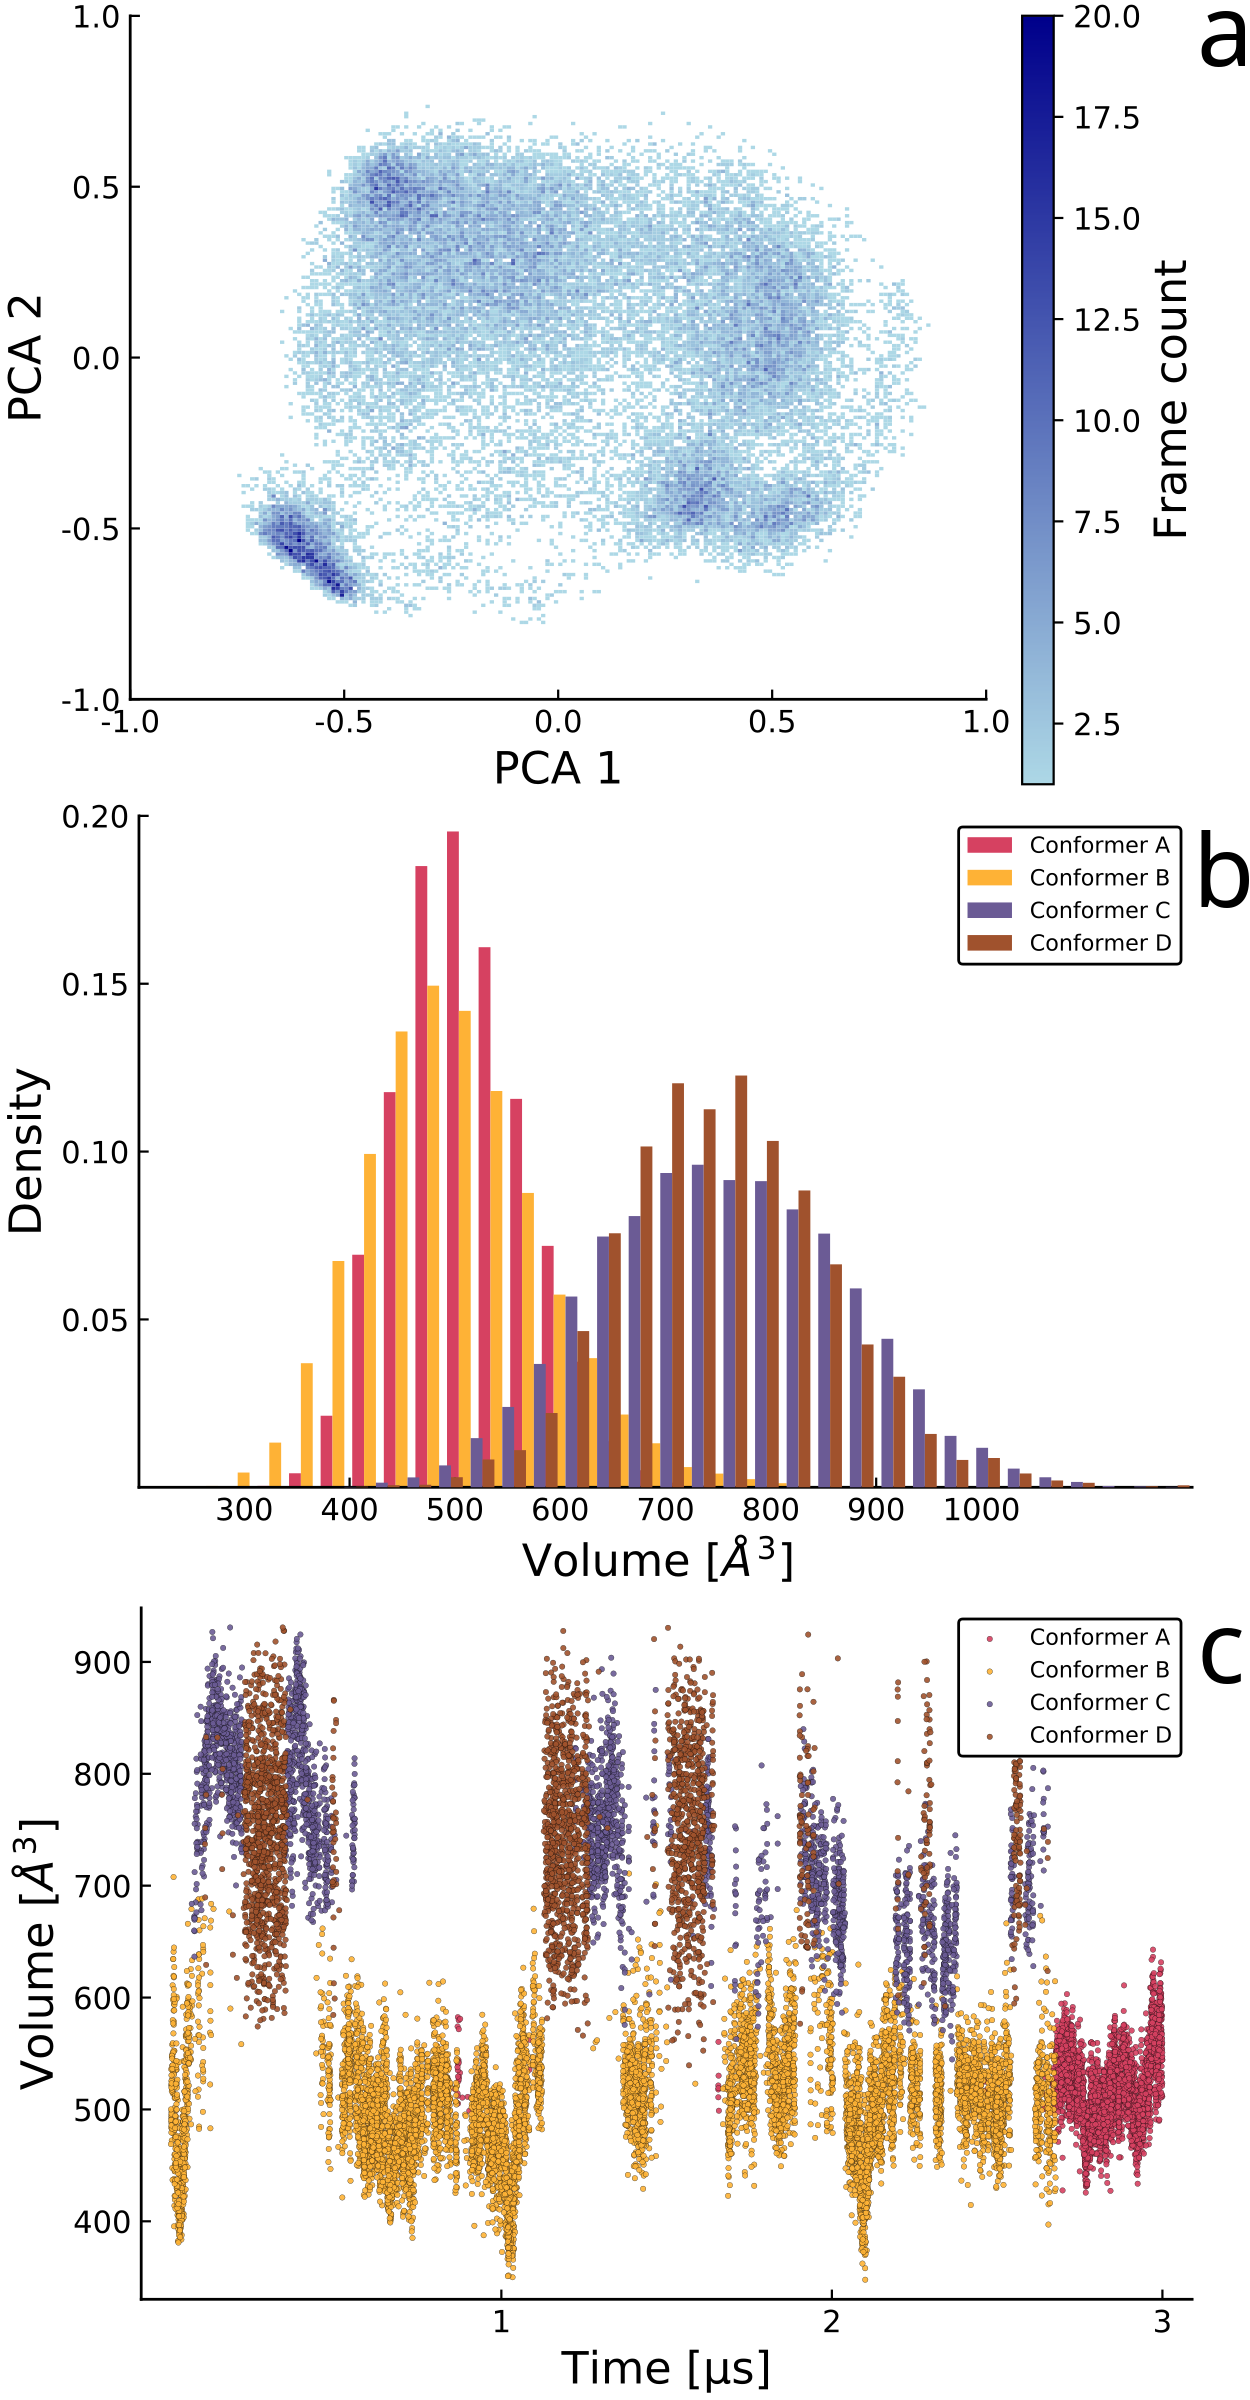 a
1.0
0.5
0.0
-0.5
-1.0
PCA 2
-1.0
-0.5
0.0
0.5
1.0
PCA 1
20.0
17.5
15.0
12.5
10.0
7.5
5.0
2.5
Frame count
b
0.20
0.15
0.10
0.05
Density
Conformer A
Conformer B
Conformer C
Conformer D
300
400
500
600
700
800
900
1000
Volume [Å³]
c
900
800
700
600
500
400
Volume [Å³]
Conformer A
Conformer B
Conformer C
Conformer D
1
2
3
Time [μs]